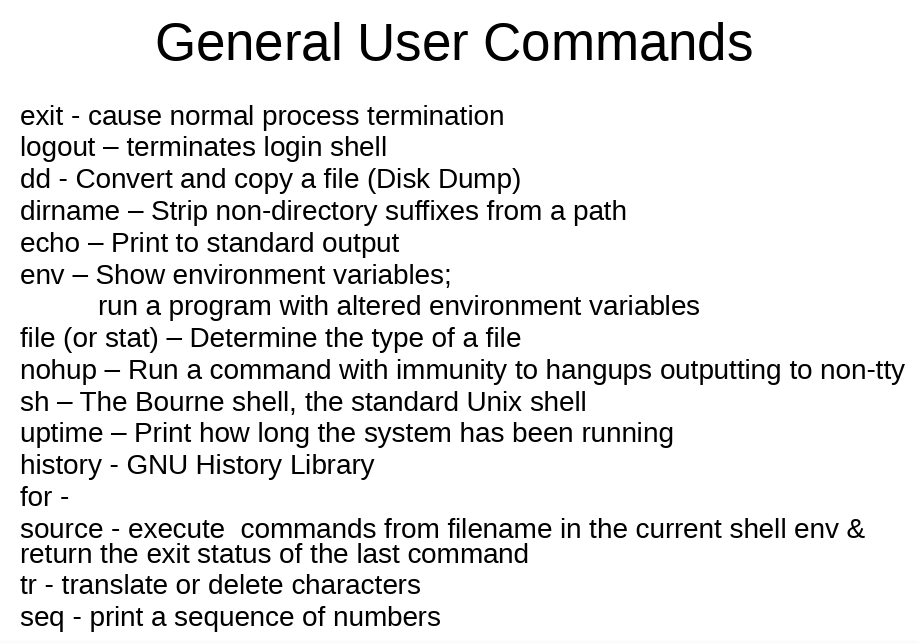 General User Commands
exit - cause normal process termination
logout – terminates login shell
dd - Convert and copy a file (Disk Dump)
dirname – Strip non-directory suffixes from a path
echo – Print to standard output
env – Show environment variables;
run a program with altered environment variables
file (or stat) – Determine the type of a file
nohup – Run a command with immunity to hangups outputting to non-tty
sh – The Bourne shell, the standard Unix shell
uptime – Print how long the system has been running
history - GNU History Library
for -
source - execute  commands from filename in the current shell env &
return the exit status of the last command
tr - translate or delete characters
seq - print a sequence of numbers